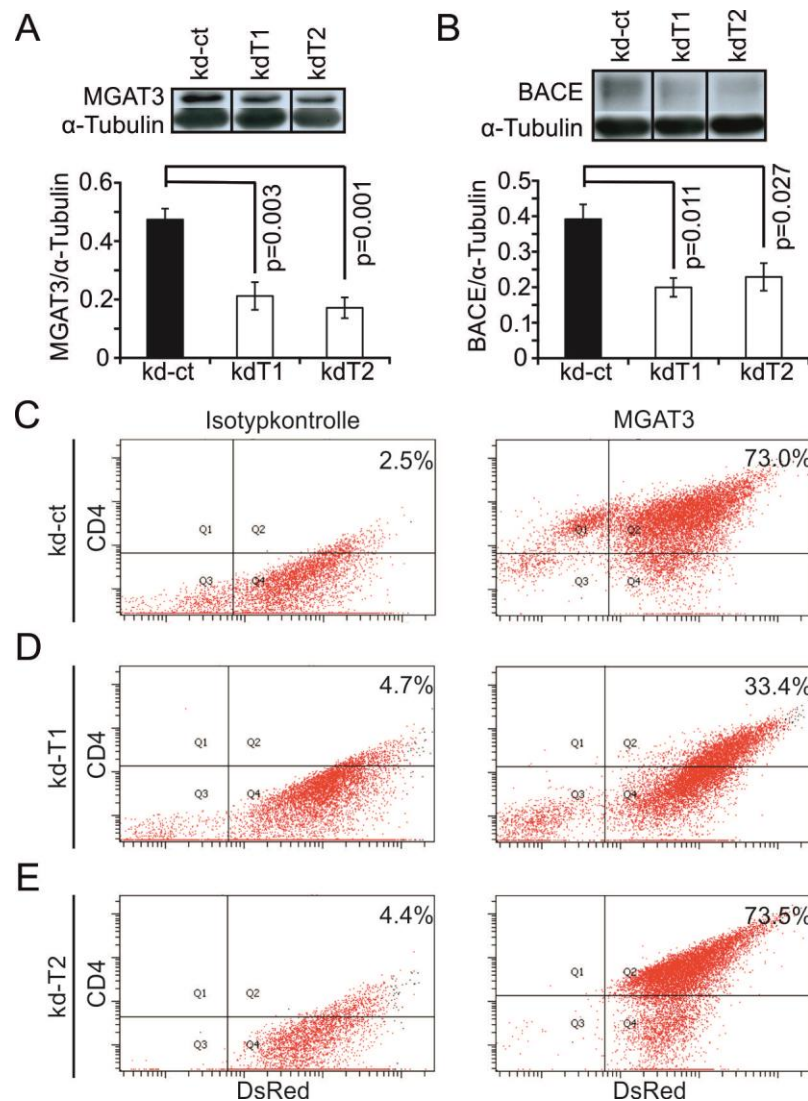 A
kd-ct kdT1 kdT2
MGAT3
α-Tubulin
MGAT3/α-Tubulin
0.6
0.4
0.2
0
p=0.003
p=0.001
kd-ct kdT1 kdT2
B
kd-ct kdT1 kdT2
BACE
α-Tubulin
BACE/α-Tubulin
0.5
0.4
0.3
0.2
0.1
0
p=0.011
p=0.027
kd-ct kdT1 kdT2
C
Isotypkontrolle MGAT3
kd-ct
CD4
2.5%
Q1 Q2
Q3 Q4
73.0%
Q1 Q2
Q3 Q4
D
kd-T1
CD4
4.7%
Q1 Q2
Q3 Q4
33.4%
Q1 Q2
Q3 Q4
E
kd-T2
CD4
4.4%
Q1 Q2
Q3 Q4
73.5%
Q1 Q2
Q3 Q4
DsRed DsRed